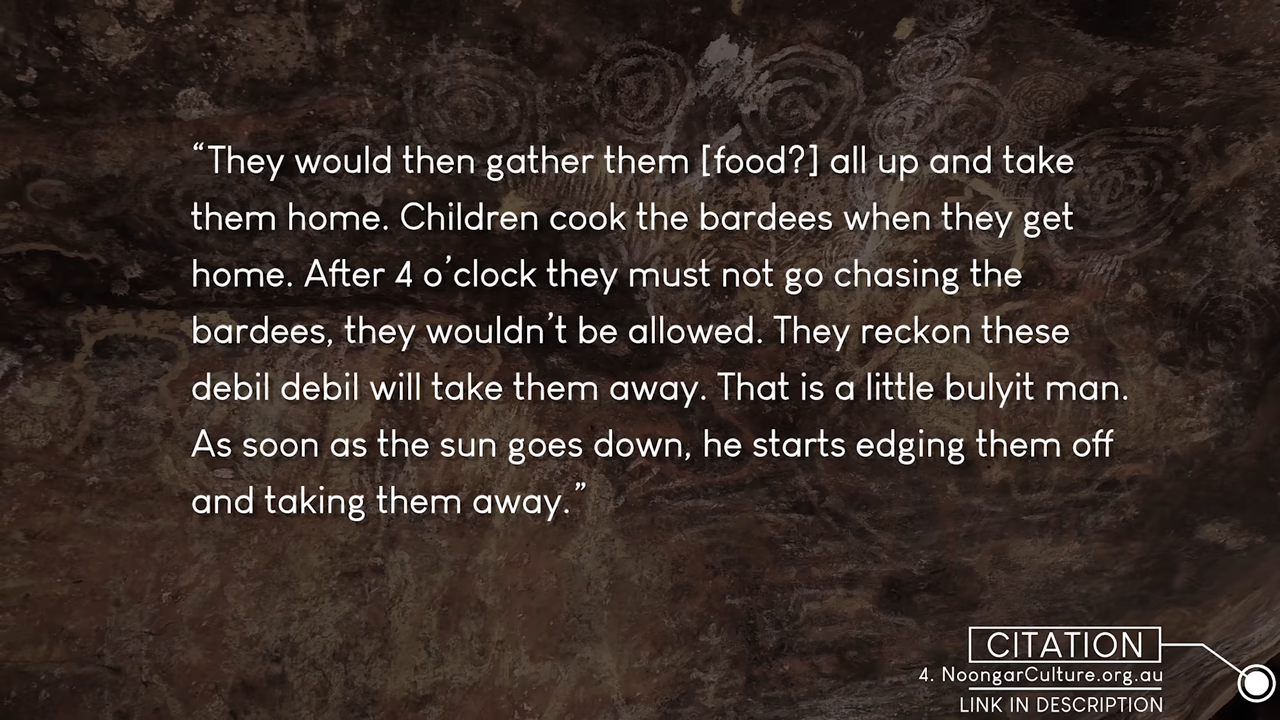 “They would then gather them [food?] all up and take
them home. Children cook the bardees when they get
home. After 4 o’clock they must not go chasing the
bardees, they wouldn’t be allowed. They reckon these
debil debil will take them away. That is a little bulyit man.
As soon as the sun goes down, he starts edging them off
and taking them away.”
CITATION
4. NoongarCulture.org.au
LINK IN DESCRIPTION